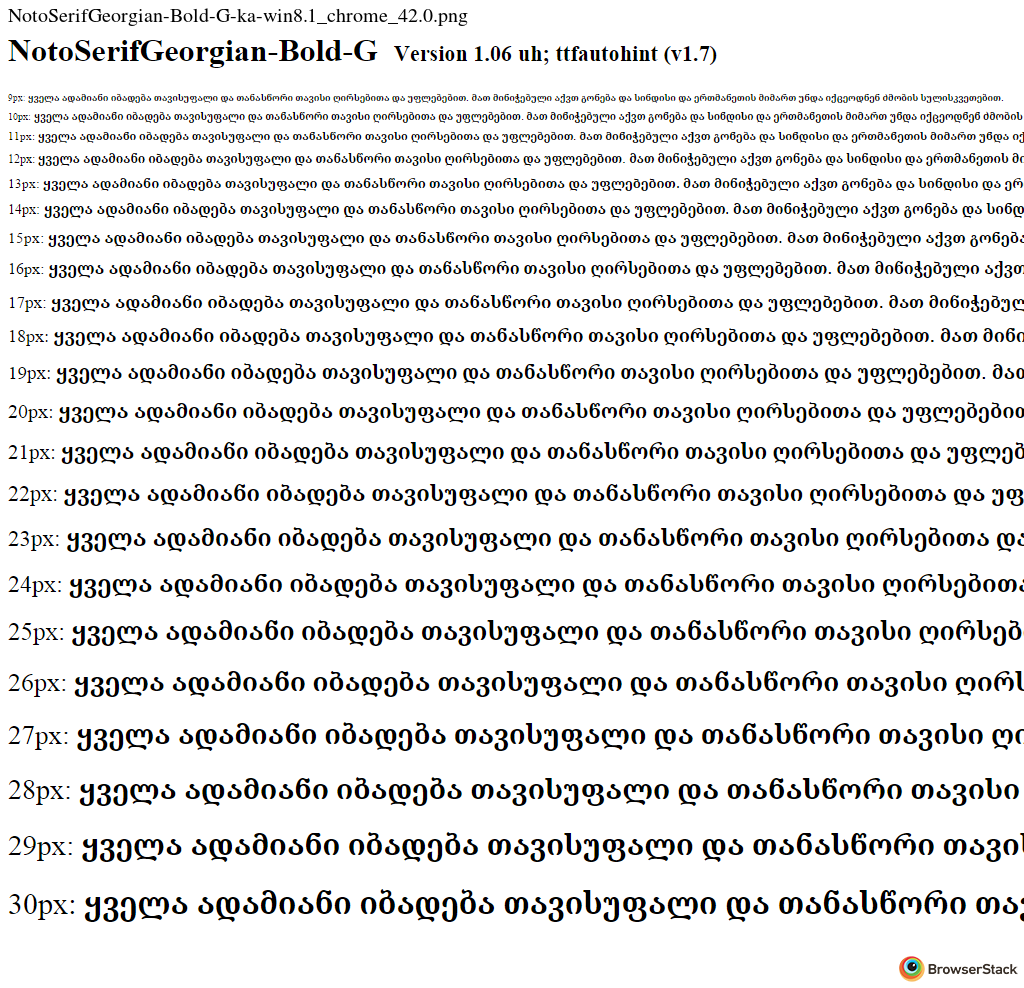 NotoSerifGeorgian-Bold-G-ka-win8.1_chrome_42.0.png
NotoSerifGeorgian-Bold-G Version 1.06 uh; ttfautohint (v1.7)
9px: ყველა ადამიანი იბადება თავისუფალი და თანასწორი თავისი ღირსებითა და უფლებებით. მათ მინიჭებული აქვთ გონება და სინდისი და ერთმანეთის მიმართ უნდა იქცეოდნენ ძმობის სულისკვეთებით.
10px: ყველა ადამიანი იბადება თავისუფალი და თანასწორი თავისი ღირსებითა და უფლებებით. მათ მინიჭებული აქვთ გონება და სინდისი და ერთმანეთის მიმართ უნდა იქცეოდნენ ძმობის
11px: ყველა ადამიანი იბადება თავისუფალი და თანასწორი თავისი ღირსებითა და უფლებებით. მათ მინიჭებული აქვთ გონება და სინდისი და ერთმანეთის მიმართ უნდა იქ
12px: ყველა ადამიანი იბადება თავისუფალი და თანასწორი თავისი ღირსებითა და უფლებებით. მათ მინიჭებული აქვთ გონება და სინდისი და ერთმანეთის მი
13px: ყველა ადამიანი იბადება თავისუფალი და თანასწორი თავისი ღირსებითა და უფლებებით. მათ მინიჭებული აქვთ გონება და სინდისი და ერ
14px: ყველა ადამიანი იბადება თავისუფალი და თანასწორი თავისი ღირსებითა და უფლებებით. მათ მინიჭებული აქვთ გონება და სინდ
15px: ყველა ადამიანი იბადება თავისუფალი და თანასწორი თავისი ღირსებითა და უფლებებით. მათ მინიჭებული აქვთ გონება
16px: ყველა ადამიანი იბადება თავისუფალი და თანასწორი თავისი ღირსებითა და უფლებებით. მათ მინიჭებული აქვთ
17px: ყველა ადამიანი იბადება თავისუფალი და თანასწორი თავისი ღირსებითა და უფლებებით. მათ მინიჭებულ
18px: ყველა ადამიანი იბადება თავისუფალი და თანასწორი თავისი ღირსებითა და უფლებებით. მათ მინი
19px: ყველა ადამიანი იბადება თავისუფალი და თანასწორი თავისი ღირსებითა და უფლებებით. მათ
20px: ყველა ადამიანი იბადება თავისუფალი და თანასწორი თავისი ღირსებითა და უფლებებით
21px: ყველა ადამიანი იბადება თავისუფალი და თანასწორი თავისი ღირსებითა და უფლებ
22px: ყველა ადამიანი იბადება თავისუფალი და თანასწორი თავისი ღირსებითა და უფ
23px: ყველა ადამიანი იბადება თავისუფალი და თანასწორი თავისი ღირსებითა და
24px: ყველა ადამიანი იბადება თავისუფალი და თანასწორი თავისი ღირსებითა
25px: ყველა ადამიანი იბადება თავისუფალი და თანასწორი თავისი ღირსებ
26px: ყველა ადამიანი იბადება თავისუფალი და თანასწორი თავისი ღირს
27px: ყველა ადამიანი იბადება თავისუფალი და თანასწორი თავისი ღი
28px: ყველა ადამიანი იბადება თავისუფალი და თანასწორი თავისი
29px: ყველა ადამიანი იბადება თავისუფალი და თანასწორი თავის
30px: ყველა ადამიანი იბადება თავისუფალი და თანასწორი თავ
BrowserStack